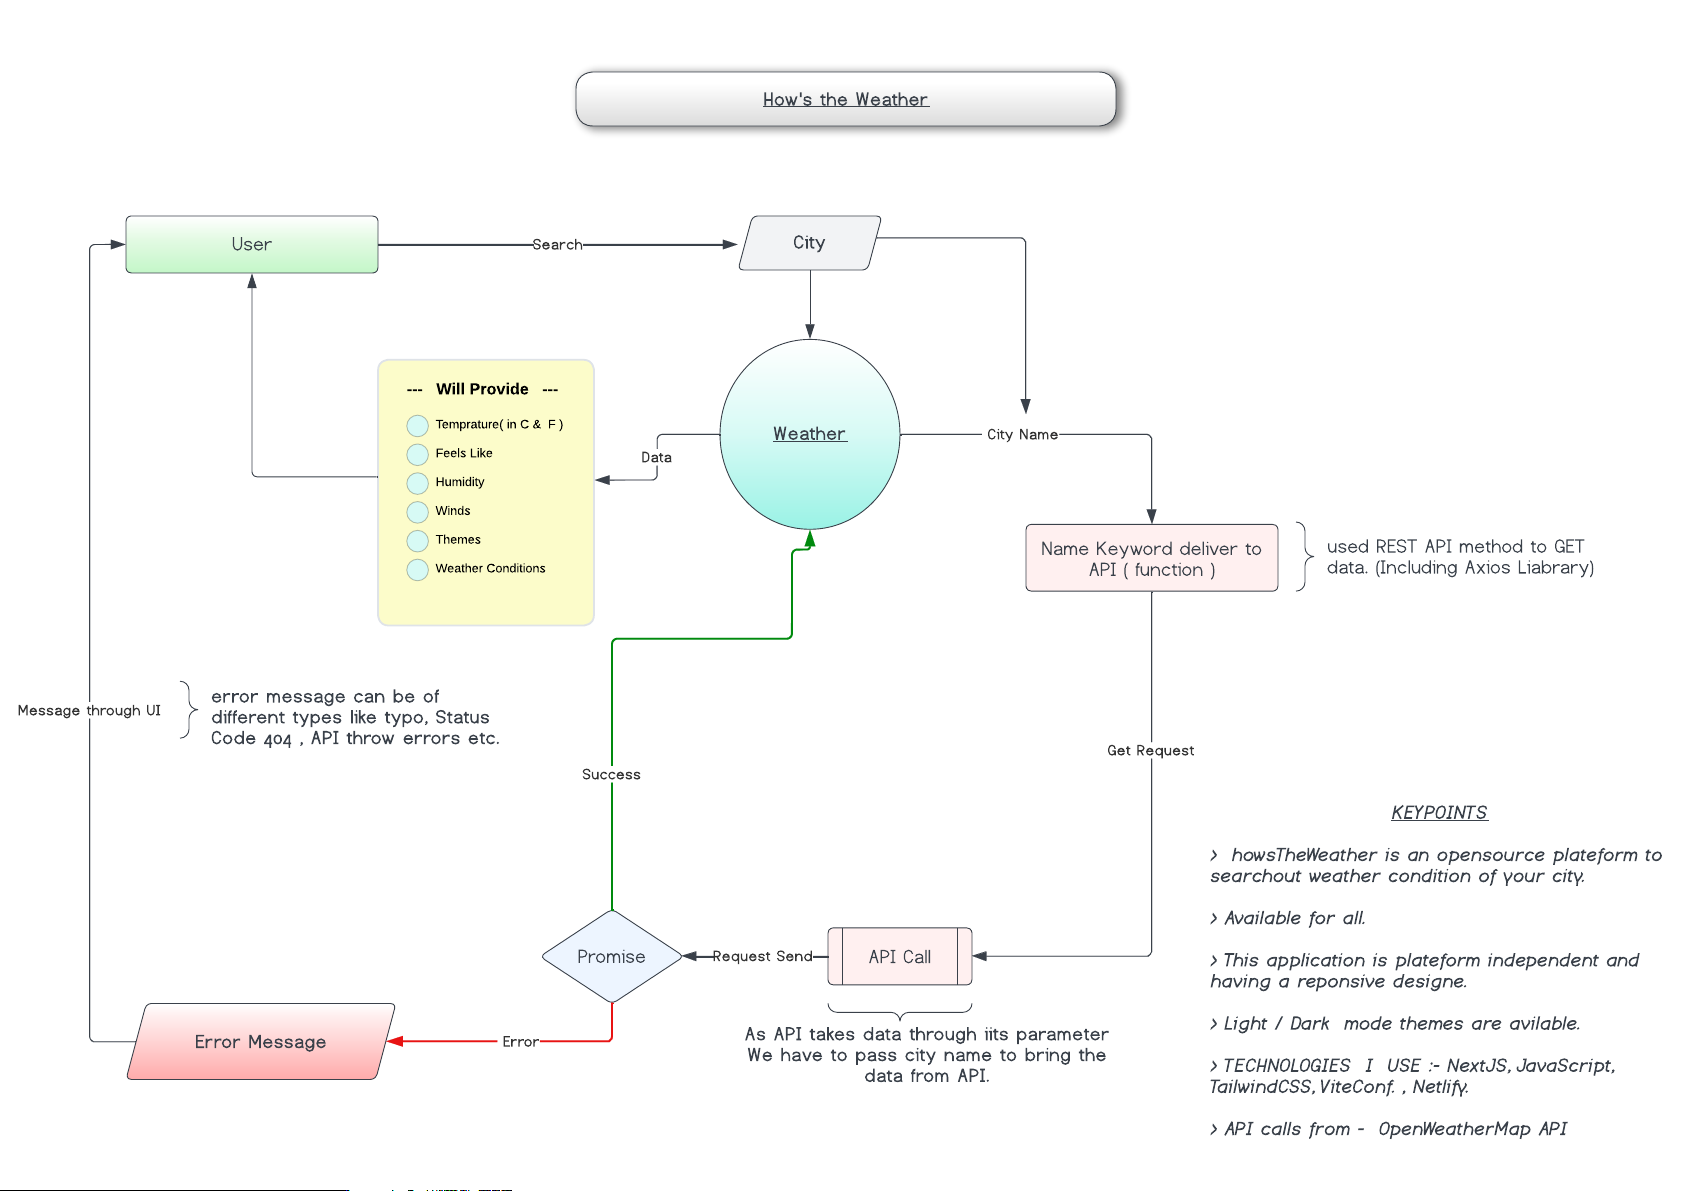 How's the Weather
User
Search
City
--- Will Provide ---
Temprature( in C & F )
Feels Like
Humidity
Winds
Themes
Weather Conditions
Data
Weather
City Name
Name Keyword deliver to
API ( function )
used REST API method to GET
data. (Including Axios Liabrary)
Message through UI
error message can be of
different types like typo, Status
Code 404 , API throw errors etc.
Success
Get Request
Promise
Request Send
API Call
As API takes data through iits parameter
We have to pass city name to bring the
data from API.
Error Message
Error
KEYPOINTS
> howsTheWeather is an opensource plateform to
searchout weather condition of your city.
> Available for all.
> This application is plateform independent and
having a reponsive designe.
> Light / Dark mode themes are avilable.
> TECHNOLOGIES I USE :- NextJS, JavaScript,
TailwindCSS, ViteConf. , Netlify.
> API calls from - OpenWeatherMap API